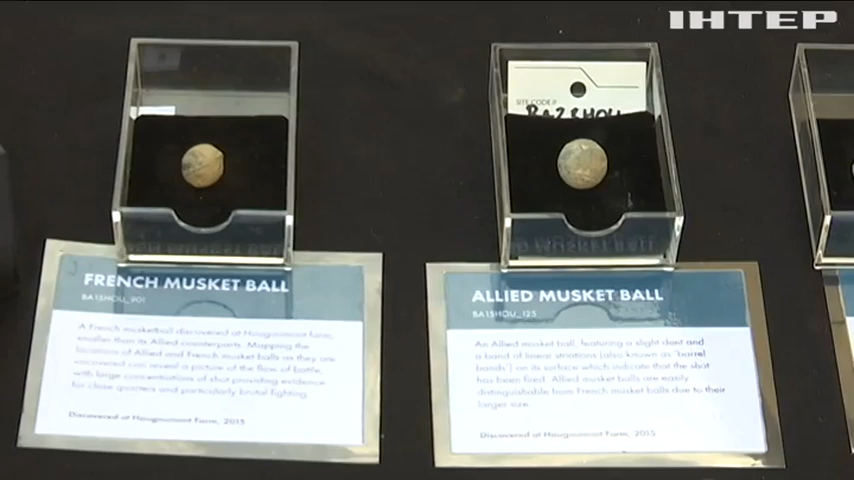 ІНТЕР
SITE CODE#
FRENCH MUSKET BALL
BA15HOU_901
A French musketball discovered at Hougoumont farm,
smaller than its Allied counterparts. Mapping the
locations of Allied and French musket balls as they are
uncovered can reveal a picture of the flow of battle,
with large concentrations of shot providing evidence
for close quarters and particularly brutal fighting.
Discovered at Hougoumont Farm, 2015
ALLIED MUSKET BALL
BA15HOU_125
An Allied musket ball, featuring a slight dent and
a band of linear striations (also known as 'barrel
bands') on its surface which indicate that the shot
has been fired. Allied musket balls are easily
distinguishable from French musket balls due to their
larger size.
Discovered at Hougoumont Farm, 2015